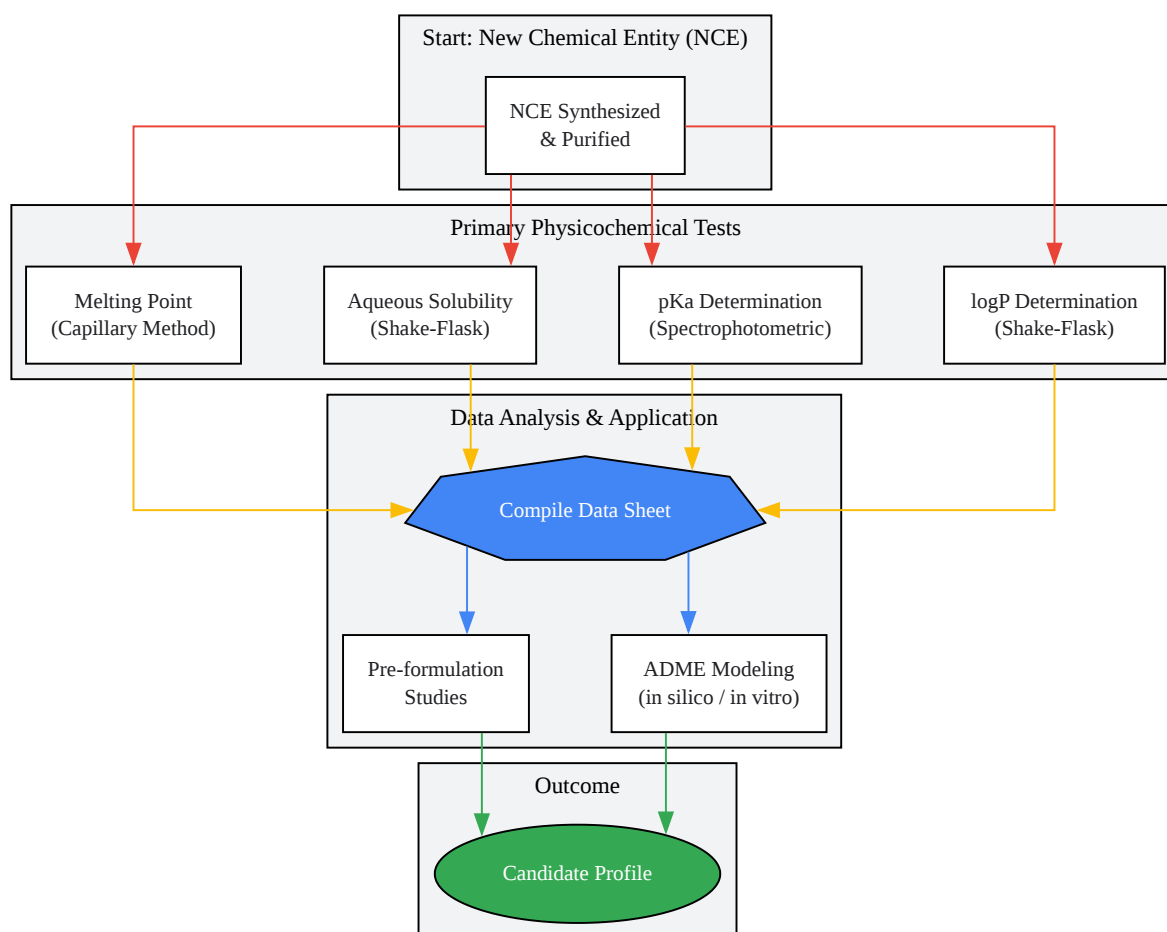 Start: New Chemical Entity (NCE)
NCE Synthesized
& Purified
Primary Physicochemical Tests
Melting Point
(Capillary Method)
Aqueous Solubility
(Shake-Flask)
pKa Determination
(Spectrophotometric)
logP Determination
(Shake-Flask)
Data Analysis & Application
Compile Data Sheet
Pre-formulation
Studies
ADME Modeling
(in silico / in vitro)
Outcome
Candidate Profile